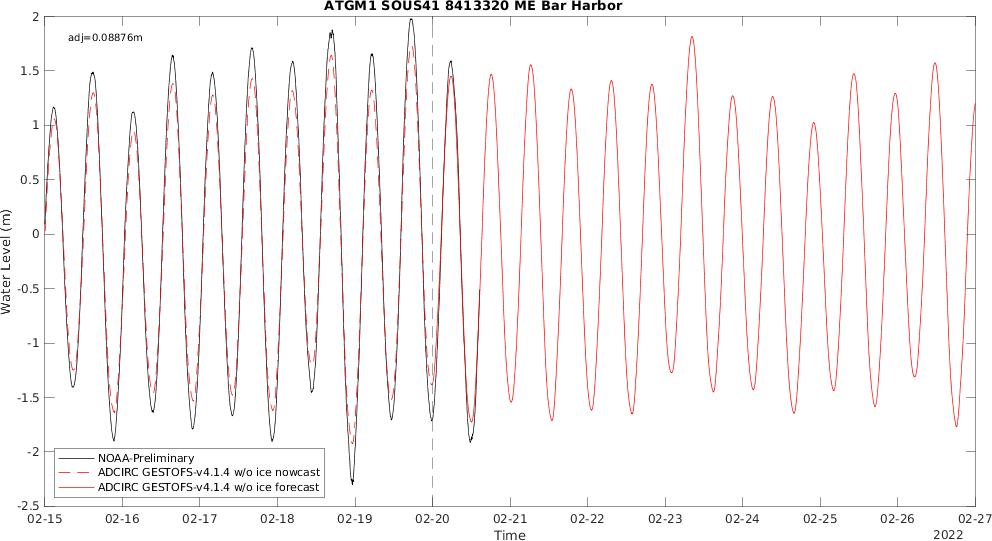 ATGM1 SOUS41 8413320 ME Bar Harbor
adj=0.08876m
2
1.5
1
0.5
0
-0.5
-1
-1.5
-2
-2.5
Water Level (m)
NOAA-Preliminary
ADCIRC GESTOFS-v4.1.4 w/o ice nowcast
ADCIRC GESTOFS-v4.1.4 w/o ice forecast
02-15 02-16 02-17 02-18 02-19 02-20 02-21 02-22 02-23 02-24 02-25 02-26 02-27
Time
2022